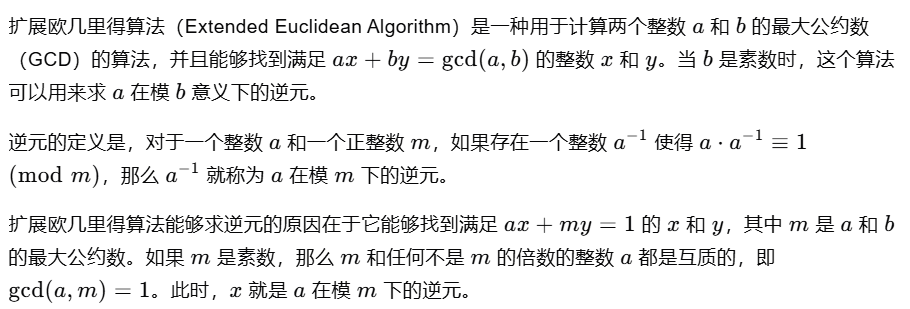 扩展欧几里得算法（Extended Euclidean Algorithm）是一种用于计算两个整数 a 和 b 的最大公约数
（GCD）的算法，并且能够找到满足 ax + by = gcd(a, b) 的整数 x 和 y。当 b 是素数时，这个算法
可以用来求 a 在模 b 意义下的逆元。
逆元的定义是，对于一个整数 a 和一个正整数 m，如果存在一个整数 a⁻¹ 使得 a · a⁻¹ ≡ 1
(mod m)，那么 a⁻¹ 就称为 a 在模 m 下的逆元。
扩展欧几里得算法能够求逆元的原因在于它能够找到满足 ax + my = 1 的 x 和 y，其中 m 是 a 和 b
的最大公约数。如果 m 是素数，那么 m 和任何不是 m 的倍数的整数 a 都是互质的，即
gcd(a, m) = 1。此时，x 就是 a 在模 m 下的逆元。